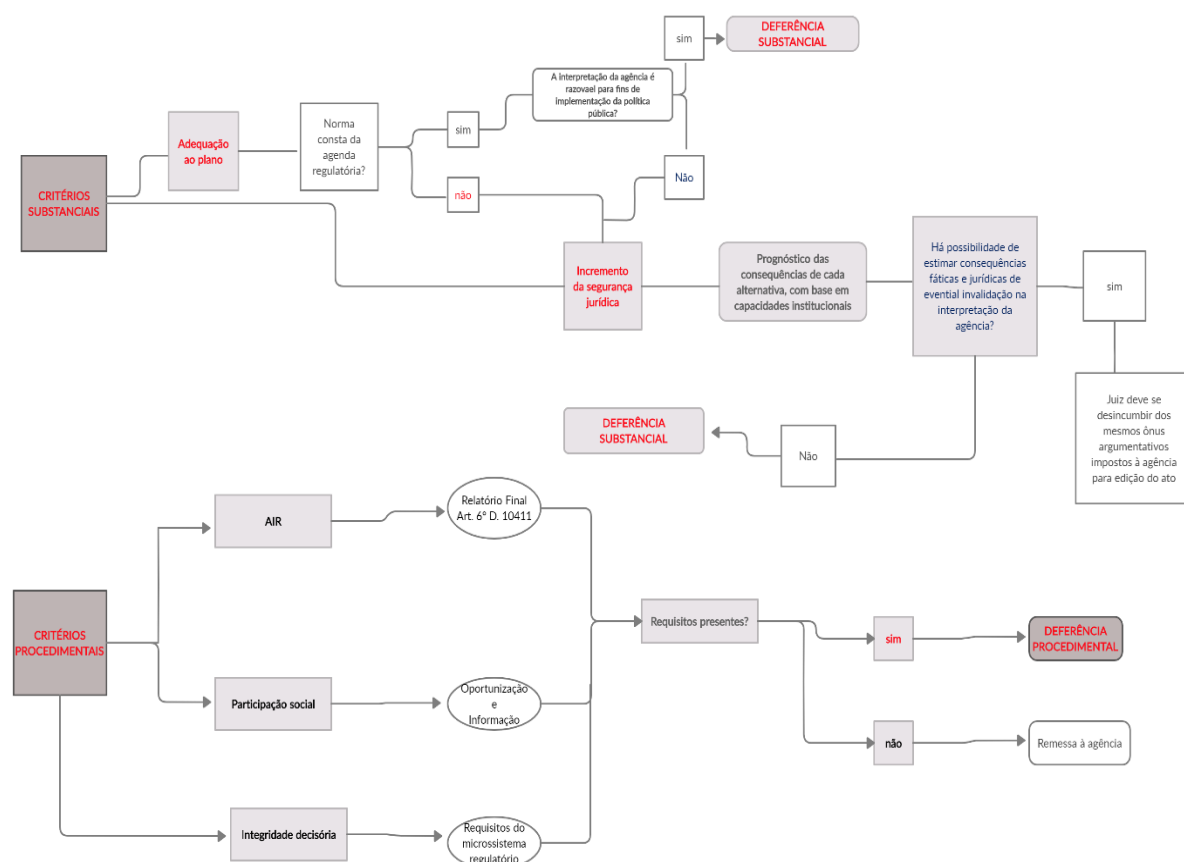 CRITÉRIOS
SUBSTANCIAIS
Adequação
ao plano
Norma
consta da
agenda
regulatória?
sim
não
A interpretação da agência é
razovael para fins de
implementação da política
pública?
sim
DEFERÊNCIA
SUBSTANCIAL
Não
Incremento
da segurança
jurídica
Prognóstico das
consequências de cada
alternativa, com base em
capacidades institucionais
Há possibilidade de
estimar consequências
fáticas e jurídicas de
evential invalidação na
interpretação da
agência?
sim
Juiz deve se
desincumbir dos
mesmos ônus
argumentativos
impostos à agência
para edição do ato
Não
DEFERÊNCIA
SUBSTANCIAL
CRITÉRIOS
PROCEDIMENTAIS
AIR
Relatório Final
Art. 6º D. 10411
Participação social
Oportunização
e
Informação
Integridade decisória
Requisitos do
microssistema
regulatório
Requisitos presentes?
sim
DEFERÊNCIA
PROCEDIMENTAL
não
Remessa à agência